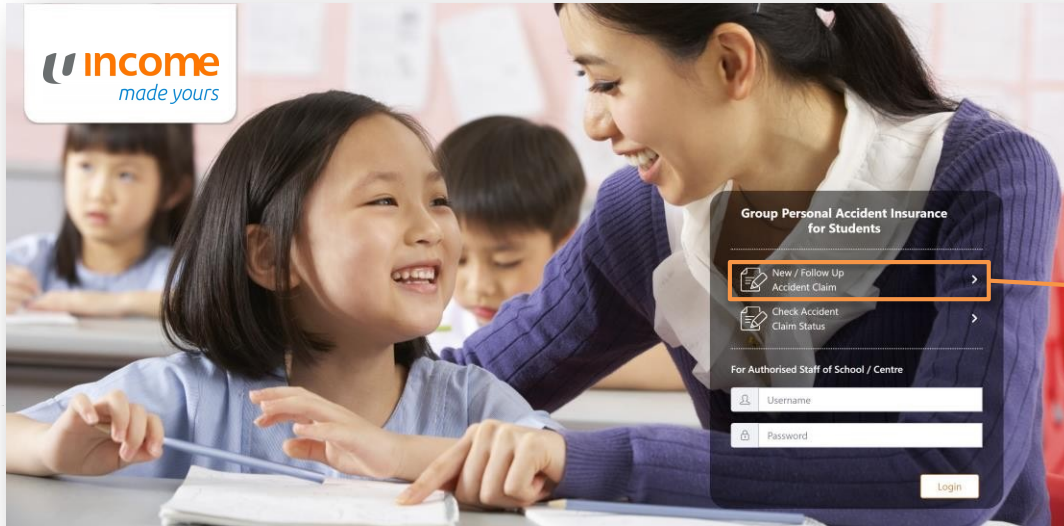 income
made yours
Group Personal Accident Insurance
for Students
New / Follow Up
Accident Claim
Check Accident
Claim Status
For Authorised Staff of School / Centre
Username
Password
Login